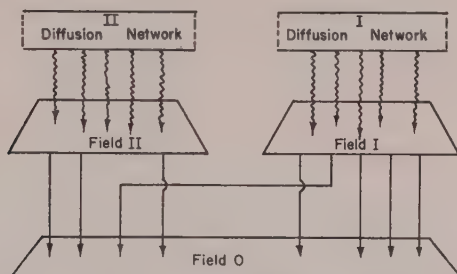 II
Diffusion Network
I
Diffusion Network
Field II
Field I
Field O